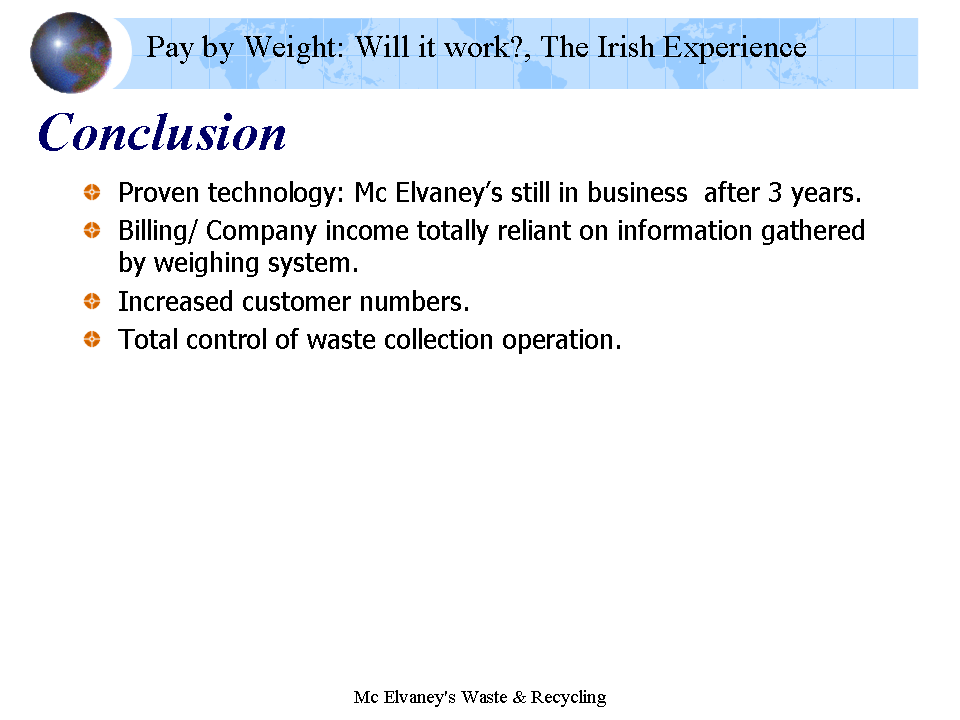 Pay by Weight: Will it work?, The Irish Experience
Conclusion
Proven technology: Mc Elvaney’s still in business  after 3 years.
Billing/ Company income totally reliant on information gathered
by weighing system.
Increased customer numbers.
Total control of waste collection operation.
Mc Elvaney's Waste & Recycling